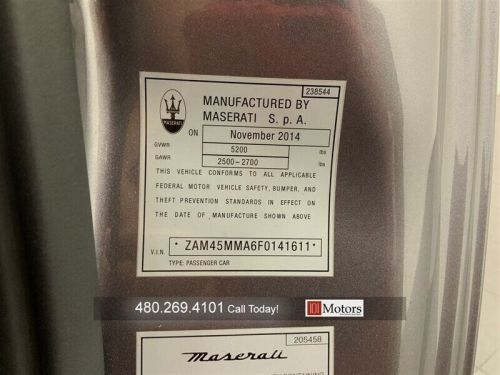 238544
MANUFACTURED BY
MASERATI S. p. A.
MASERATI
ON November 2014
GVWR 5200 lbs
GAWR 2500-2700 lbs
THIS VEHICLE CONFORMS TO ALL APPLICABLE
FEDERAL MOTOR VEHICLE SAFETY, BUMPER, AND
THEFT PREVENTION STANDARDS IN EFFECT ON
THE DATE OF, MANUFACTURE SHOWN ABOVE
V.I.N. * ZAM45MMA6F0141611 *
TYPE: PASSENGER CAR
480.269.4101 Call Today! 101 Motors
205458
Maserati